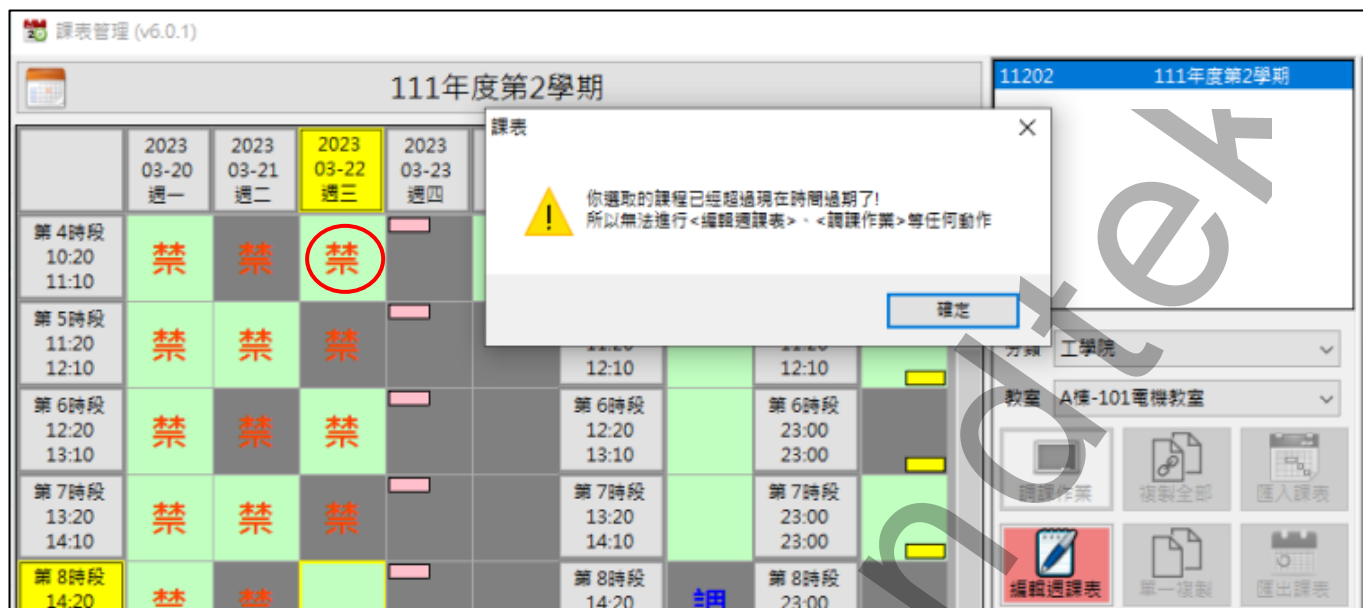 課表管理 (v6.0.1)
111年度第2學期
11202 111年度第2學期
課表
你選取的課程已經超過現在時間過期了!
所以無法進行<編輯週課表>、<調課作業>等任何動作
確定
2023 2023 2023 2023
03-20 03-21 03-22 03-23
週一 週二 週三 週四
第 4時段
10:20
11:10
禁 禁 禁
第 5時段
11:20
12:10
禁 禁 禁
12:10 12:10
第 6時段
12:20
13:10
禁 禁 禁
第 6時段
12:20
13:10
第 6時段
23:00
23:00
第 7時段
13:20
14:10
禁 禁 禁
第 7時段
13:20
14:10
第 7時段
23:00
23:00
第 8時段
14:20
禁 禁
第 8時段
14:20
調
第 8時段
23:00
分類 工學院
教室 A棟-101電機教室
調課作業 複製全部 匯入課表
編輯週課表 單一複製 匯出課表
ndtek